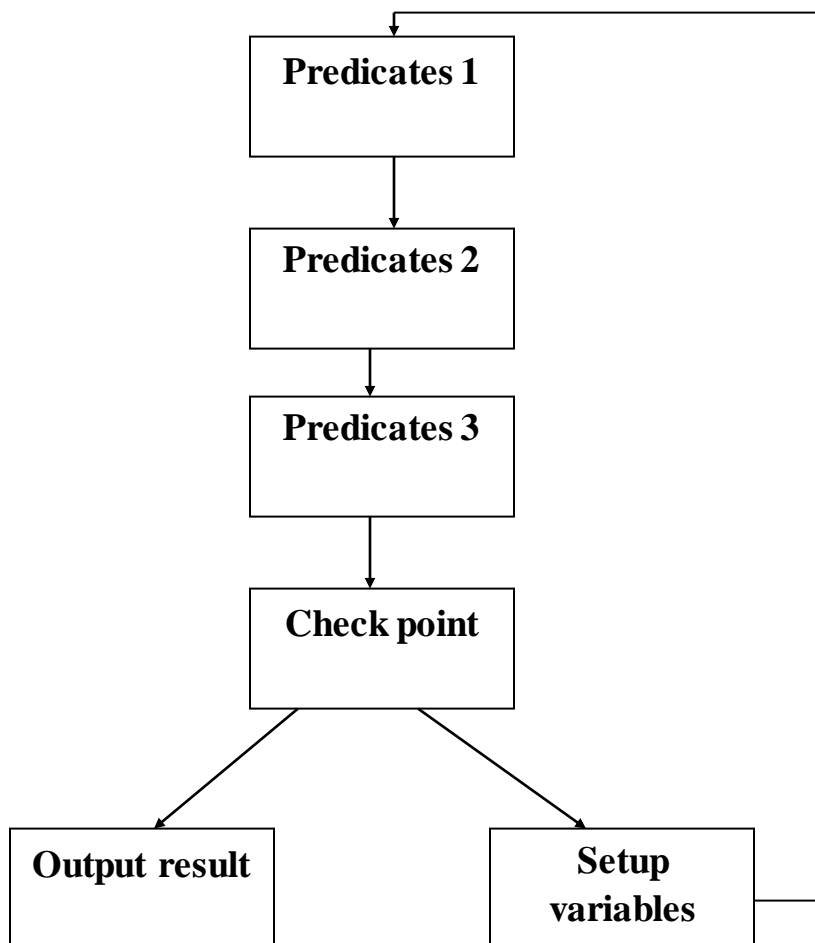 Predicates 1
Predicates 2
Predicates 3
Check point
Output result
Setup
variables